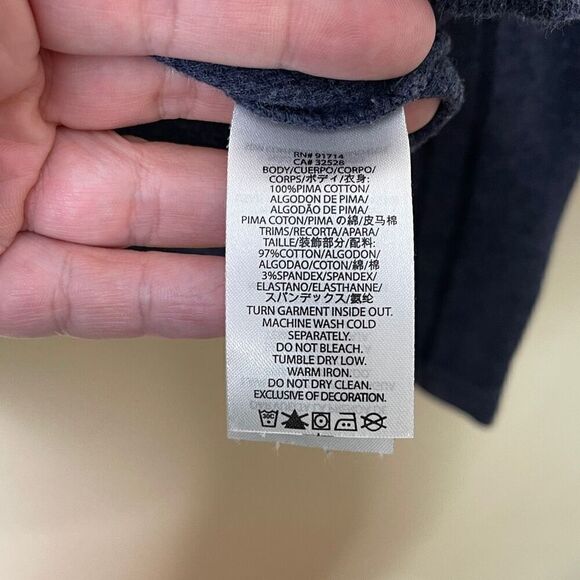 RN# 91714
CA# 32528
BODY/CUERPO/CORPO/
CORPS/ボディ/衣身:
100%PIMA COTTON/
ALGODON DE PIMA/
ALGODÃO DE PIMA/
PIMA COTON/PIMA の綿/皮马棉
TRIMS/RECORTA/APARA/
TAILLE/装飾部分/配料:
97%COTTON/ALGODON/
ALGODAO/COTON/綿/棉
3%SPANDEX/SPANDEX/
ELASTANO/ELASTHANNE/
スパンデックス/氨纶
TURN GARMENT INSIDE OUT.
MACHINE WASH COLD
SEPARATELY.
DO NOT BLEACH.
TUMBLE DRY LOW.
WARM IRON.
DO NOT DRY CLEAN.
EXCLUSIVE OF DECORATION.
30C